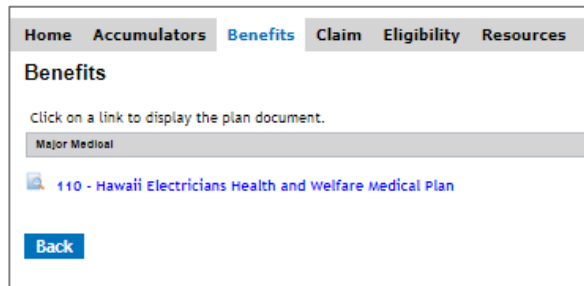 Home Accumulators Benefits Claim Eligibility Resources
Benefits
Click on a link to display the plan document.
Major Medical
110 - Hawaii Electricians Health and Welfare Medical Plan
Back